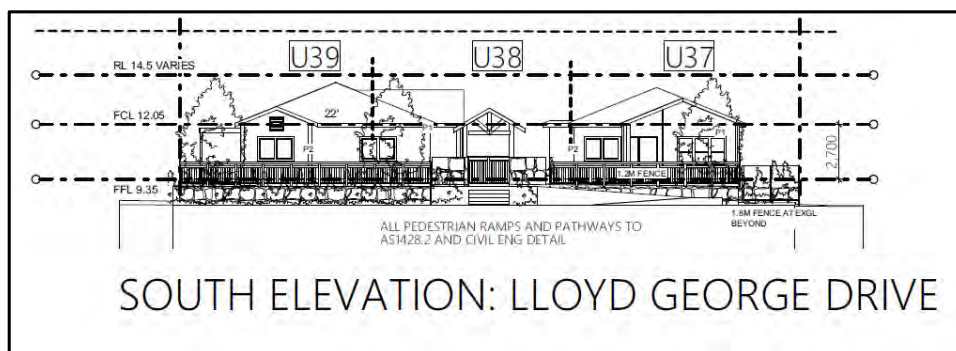 U39 U38 U37
RL 14.5 VARIES
FCL 12.05
22'
P1 P1
P2 P2
2,700
1.2M FENCE
FFL 9.35
1.8M FENCE AT EXGL
BEYOND
ALL PEDESTRIAN RAMPS AND PATHWAYS TO
AS1428.2 AND CIVIL ENG DETAIL
SOUTH ELEVATION: LLOYD GEORGE DRIVE